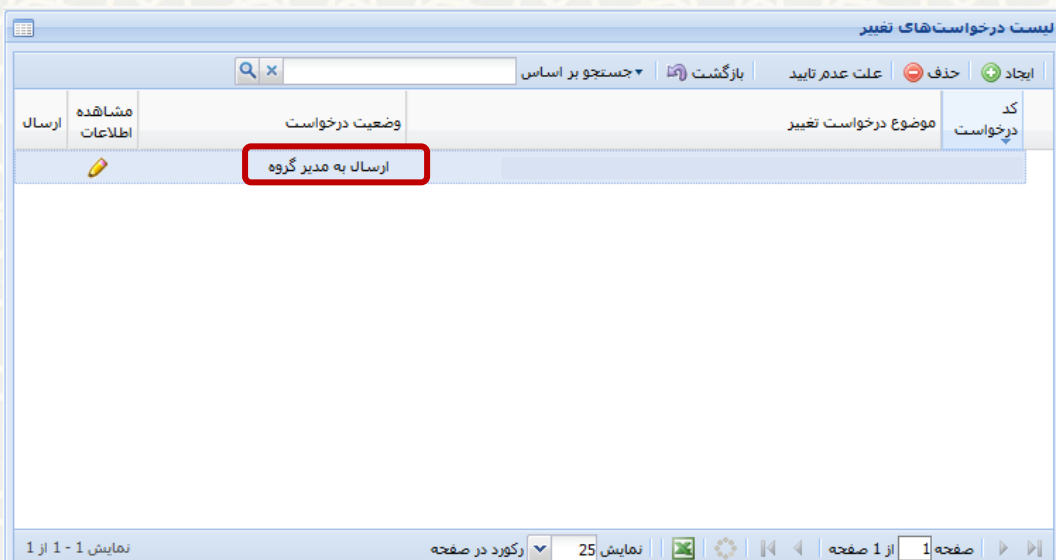 لیست درخواست‌های تغییر
ایجاد حذف علت عدم تایید بازگشت جستجو بر اساس
کد درخواست
موضوع درخواست تغییر
وضعیت درخواست
مشاهده اطلاعات
ارسال
ارسال به مدیر گروه
صفحه 1 از 1 صفحه نمایش 25 رکورد در صفحه نمایش 1 - 1 از 1